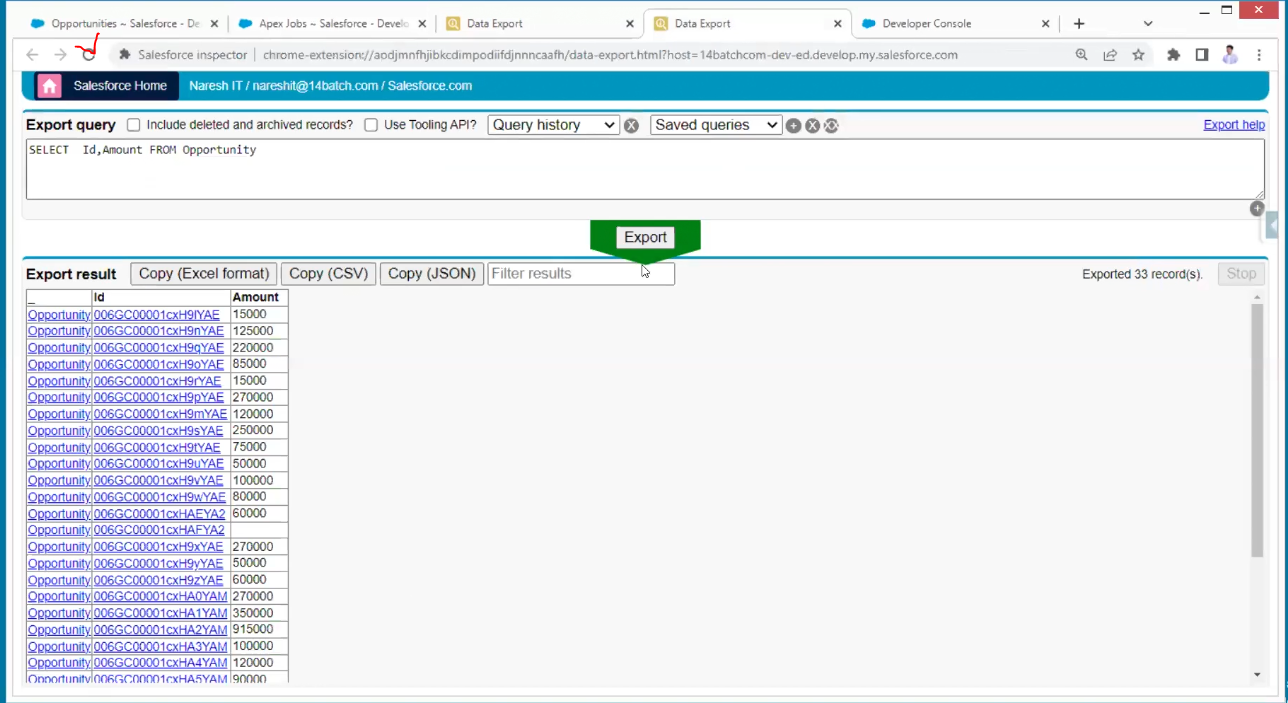 Opportunities ~ Salesforce - De
Apex Jobs ~ Salesforce - Develo
Data Export
Data Export
Developer Console
Salesforce inspector | chrome-extension://aodjmnfhjibkcdimpodiifdjnnncaafh/data-export.html?host=14batchcom-dev-ed.develop.my.salesforce.com
Salesforce Home Naresh IT / nareshit@14batch.com / Salesforce.com
Export query Include deleted and archived records? Use Tooling API? Query history Saved queries Export help
SELECT Id,Amount FROM Opportunity
Export
Export result Copy (Excel format) Copy (CSV) Copy (JSON) Filter results Exported 33 record(s). Stop
_ Id Amount
Opportunity 006GC00001cxH9lYAE 15000
Opportunity 006GC00001cxH9nYAE 125000
Opportunity 006GC00001cxH9qYAE 220000
Opportunity 006GC00001cxH9oYAE 85000
Opportunity 006GC00001cxH9rYAE 15000
Opportunity 006GC00001cxH9pYAE 270000
Opportunity 006GC00001cxH9mYAE 120000
Opportunity 006GC00001cxH9sYAE 250000
Opportunity 006GC00001cxH9tYAE 75000
Opportunity 006GC00001cxH9uYAE 50000
Opportunity 006GC00001cxH9vYAE 100000
Opportunity 006GC00001cxH9wYAE 80000
Opportunity 006GC00001cxHAEYA2 60000
Opportunity 006GC00001cxHAFYA2
Opportunity 006GC00001cxH9xYAE 270000
Opportunity 006GC00001cxH9yYAE 50000
Opportunity 006GC00001cxH9zYAE 60000
Opportunity 006GC00001cxHA0YAM 270000
Opportunity 006GC00001cxHA1YAM 350000
Opportunity 006GC00001cxHA2YAM 915000
Opportunity 006GC00001cxHA3YAM 100000
Opportunity 006GC00001cxHA4YAM 120000
Opportunity 006GC00001cxHA5YAM 90000